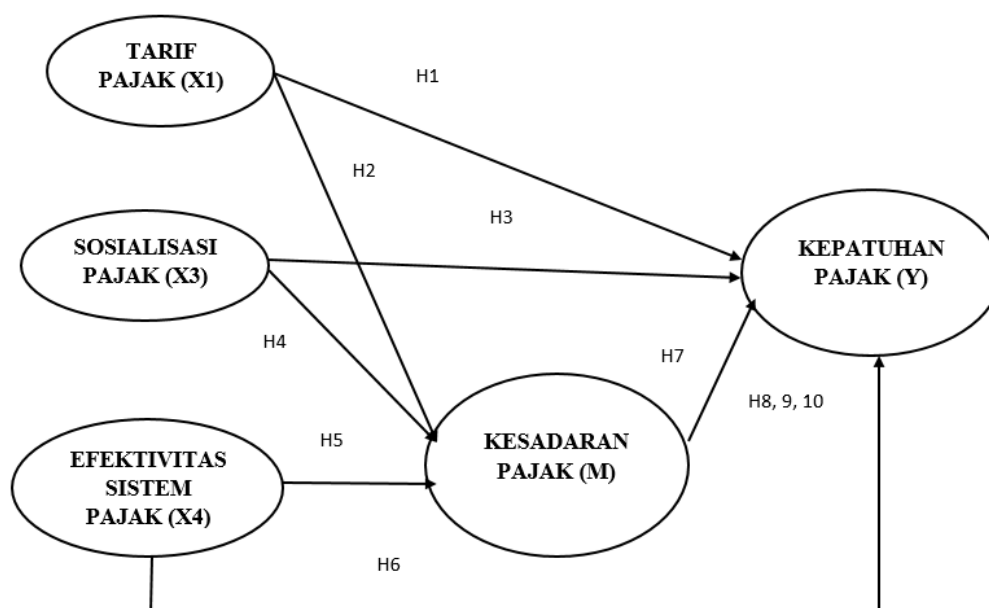 TARIF
PAJAK (X1)
H1
H2
SOSIALISASI
PAJAK (X3)
H3
KEPATUHAN
PAJAK (Y)
H4
H7
H8, 9, 10
EFEKTIVITAS
SISTEM
PAJAK (X4)
H5
KESADARAN
PAJAK (M)
H6